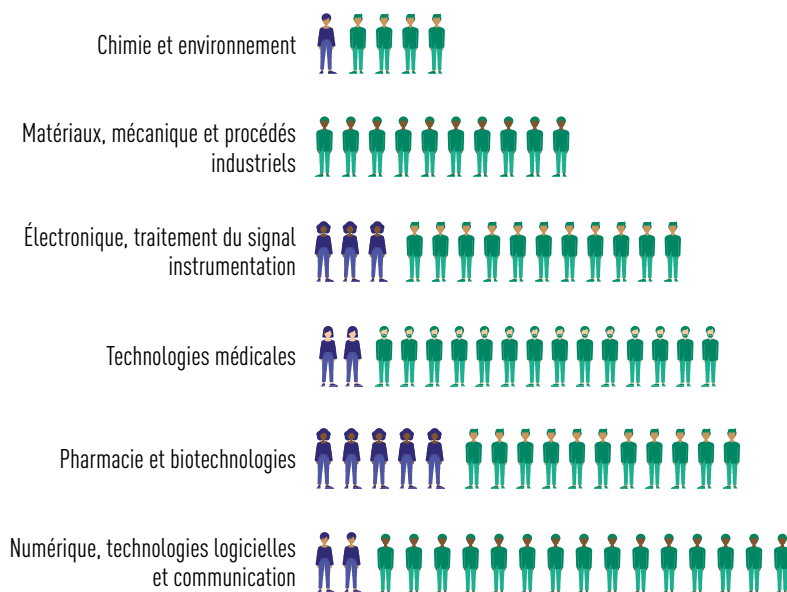 Chimie et environnement
Matériaux, mécanique et procédés
industriels
Électronique, traitement du signal
instrumentation
Technologies médicales
Pharmacie et biotechnologies
Numérique, technologies logicielles
et communication